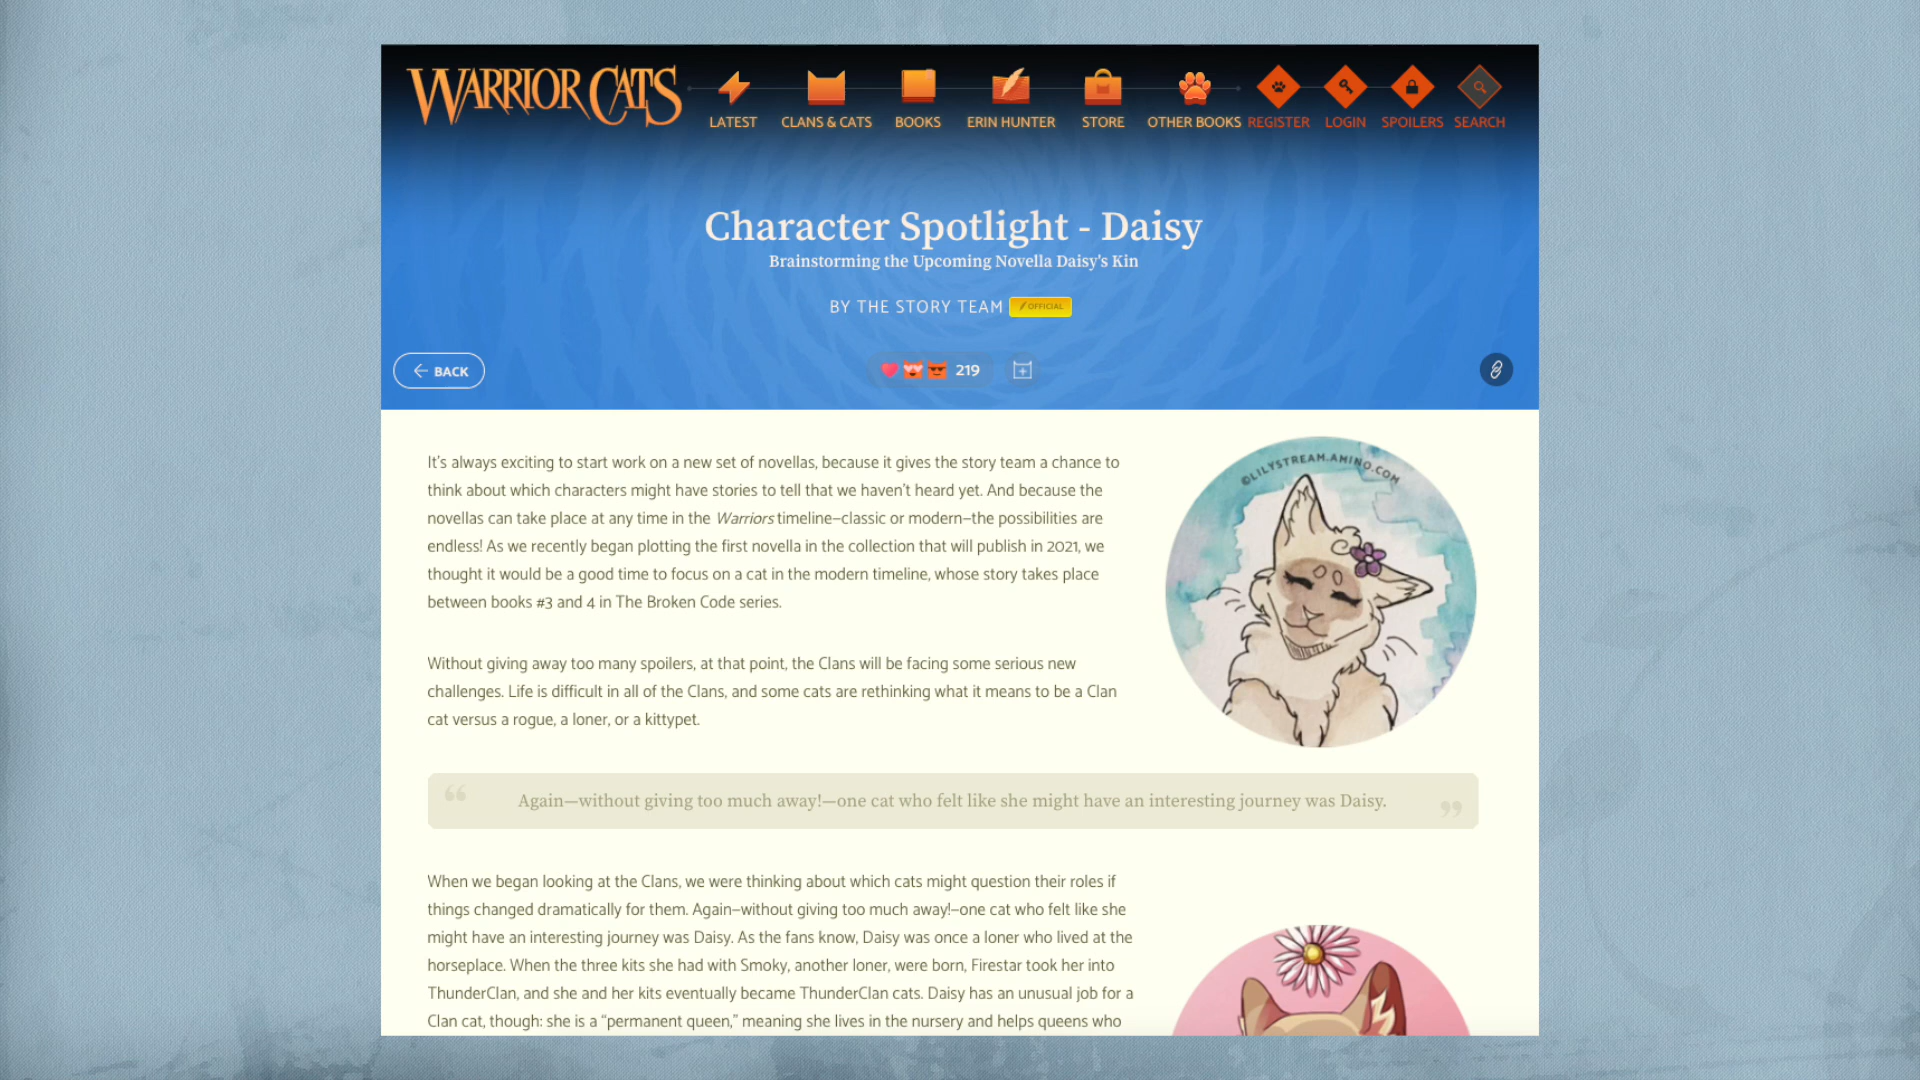 WARRIOR CATS
LATEST CLANS & CATS BOOKS ERIN HUNTER STORE OTHER BOOKS REGISTER LOGIN SPOILERS SEARCH
Character Spotlight - Daisy
Brainstorming the Upcoming Novella Daisy's Kin
BY THE STORY TEAM OFFICIAL
BACK
219
©LILYSTREAM.AMINO.COM
It's always exciting to start work on a new set of novellas, because it gives the story team a chance to
think about which characters might have stories to tell that we haven't heard yet. And because the
novellas can take place at any time in the Warriors timeline—classic or modern—the possibilities are
endless! As we recently began plotting the first novella in the collection that will publish in 2021, we
thought it would be a good time to focus on a cat in the modern timeline, whose story takes place
between books #3 and 4 in The Broken Code series.
Without giving away too many spoilers, at that point, the Clans will be facing some serious new
challenges. Life is difficult in all of the Clans, and some cats are rethinking what it means to be a Clan
cat versus a rogue, a loner, or a kittypet.
“ Again—without giving too much away!—one cat who felt like she might have an interesting journey was Daisy. ”
When we began looking at the Clans, we were thinking about which cats might question their roles if
things changed dramatically for them. Again—without giving too much away!—one cat who felt like she
might have an interesting journey was Daisy. As the fans know, Daisy was once a loner who lived at the
horseplace. When the three kits she had with Smoky, another loner, were born, Firestar took her into
ThunderClan, and she and her kits eventually became ThunderClan cats. Daisy has an unusual job for a
Clan cat, though: she is a “permanent queen,” meaning she lives in the nursery and helps queens who